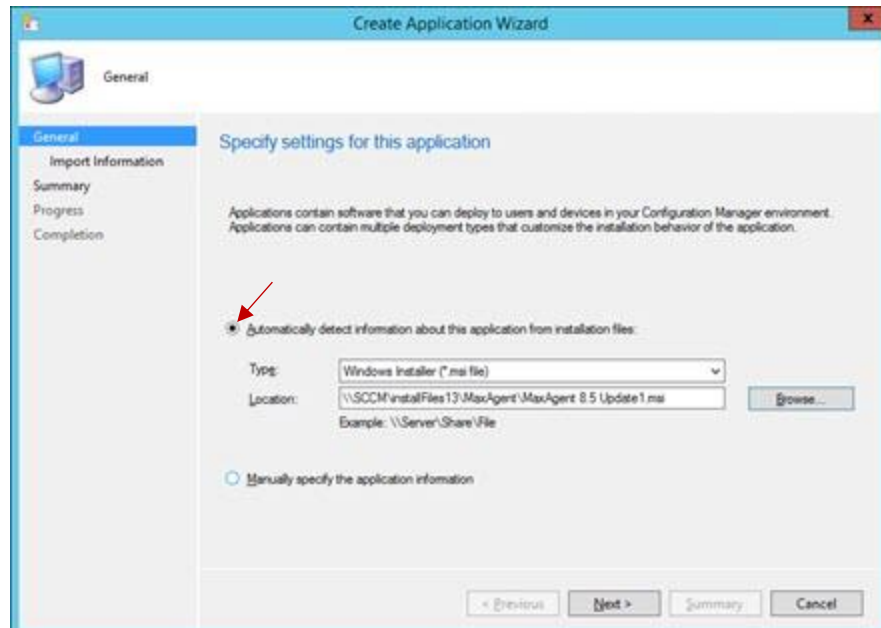 Create Application Wizard
x
General
General
Import Information
Summary
Progress
Completion
Specify settings for this application
Applications contain software that you can deploy to users and devices in your Configuration Manager environment.
Applications can contain multiple deployment types that customize the installation behavior of the application.
Automatically detect information about this application from installation files:
Type: Windows Installer (*.msi file)
Location: \\SCCM\installFiles13\MaxAgent\MaxAgent 8.5 Update1.msi Browse...
Example: \\Server\Share\File
Manually specify the application information
< Previous Next > Summary Cancel